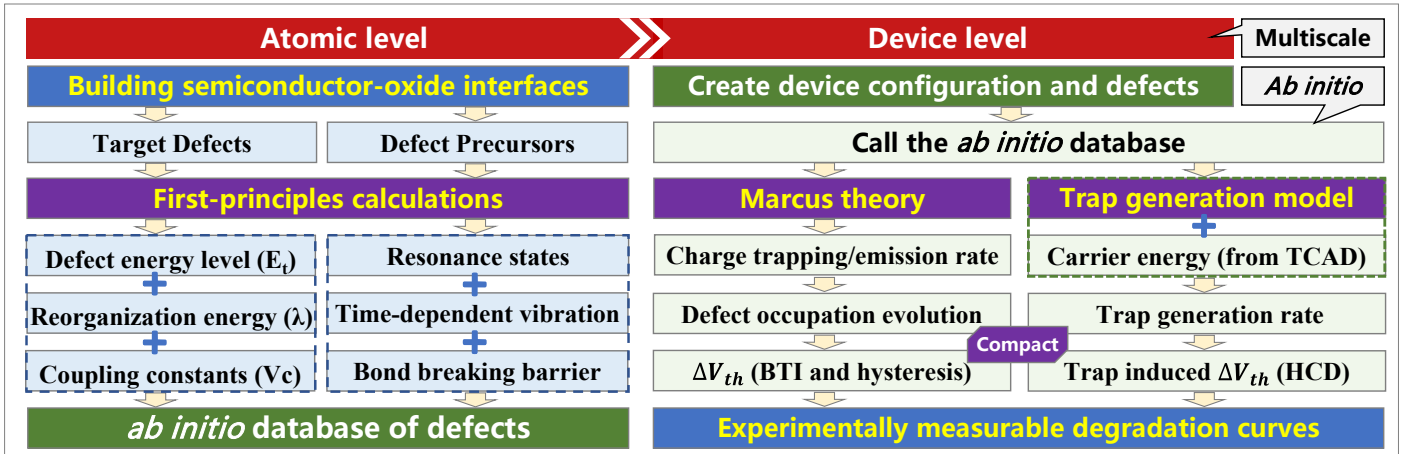 Atomic level
Device level
Multiscale
Building semiconductor-oxide interfaces
Create device configuration and defects
Ab initio
Target Defects
Defect Precursors
Call the ab initio database
First-principles calculations
Marcus theory
Trap generation model
+
Defect energy level (Et)
Resonance states
Charge trapping/emission rate
Carrier energy (from TCAD)
+
+
Reorganization energy (λ)
Time-dependent vibration
Defect occupation evolution
Trap generation rate
+
+
Compact
Coupling constants (Vc)
Bond breaking barrier
ΔVth (BTI and hysteresis)
Trap induced ΔVth (HCD)
ab initio database of defects
Experimentally measurable degradation curves